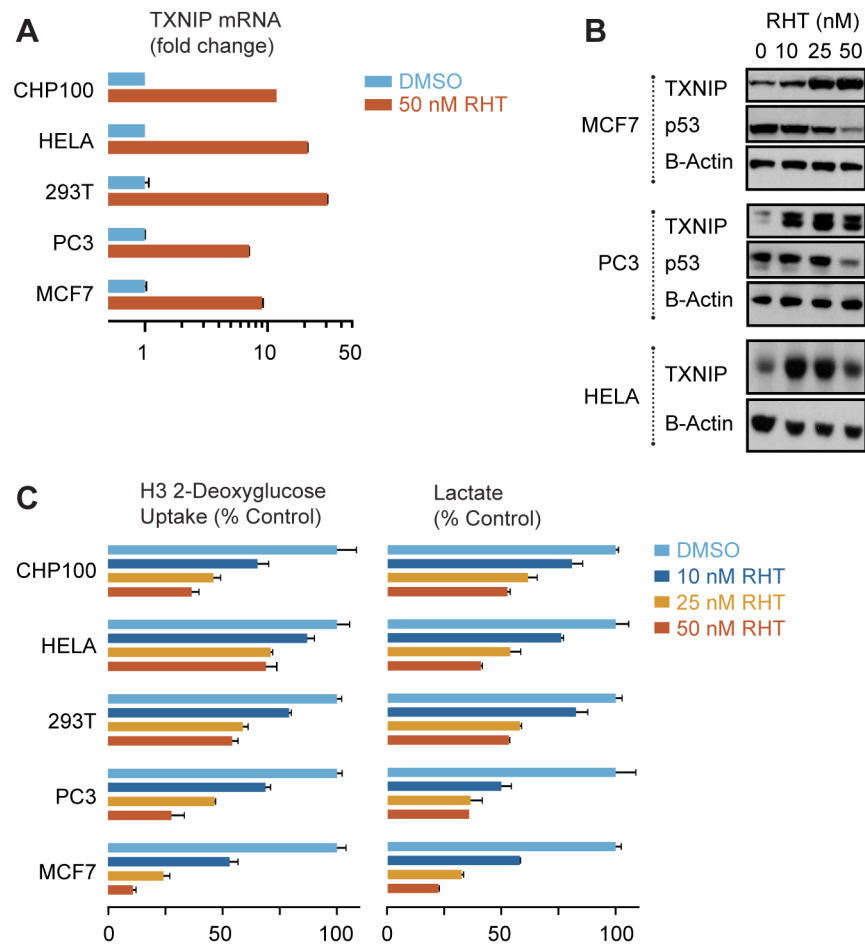 A
TXNIP mRNA
(fold change)
DMSO
50 nM RHT
CHP100
HELA
293T
PC3
MCF7
1
10
50
B
RHT (nM)
0 10 25 50
MCF7
TXNIP
p53
B-Actin
PC3
TXNIP
p53
B-Actin
HELA
TXNIP
B-Actin
C
H3 2-Deoxyglucose
Uptake (% Control)
Lactate
(% Control)
DMSO
10 nM RHT
25 nM RHT
50 nM RHT
CHP100
HELA
293T
PC3
MCF7
0 50 100
0 50 100